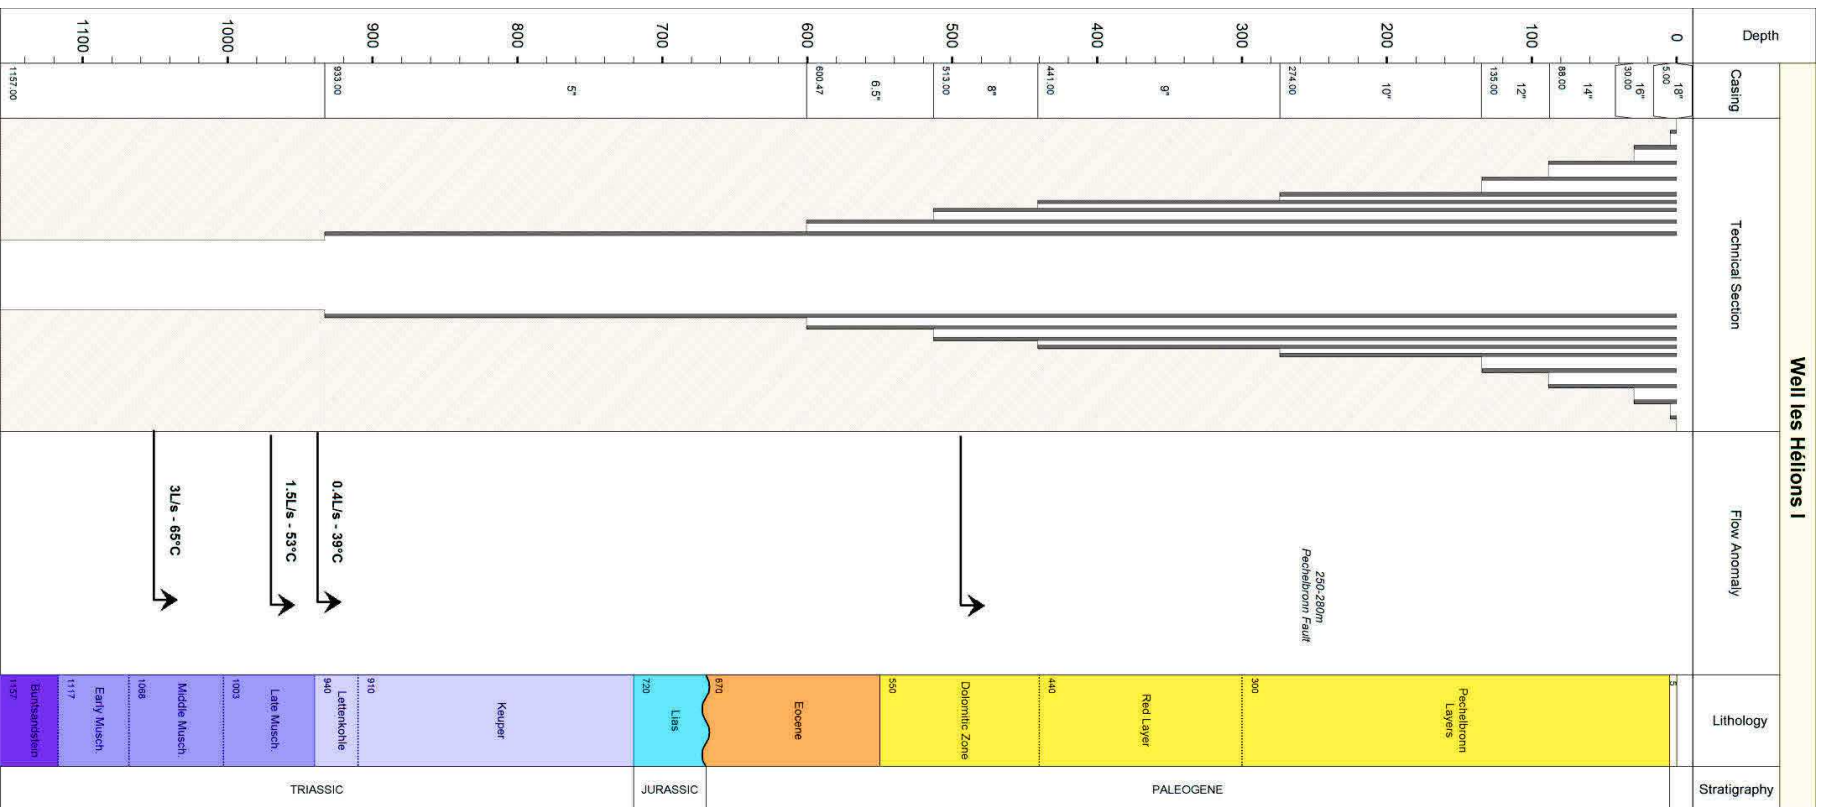 Well les Hélions I
Depth
Casing
Technical Section
Flow Anomaly
Lithology
Stratigraphy
0
100
200
300
400
500
600
700
800
900
1000
1100
18"
5.00
16"
30.00
14"
88.00
12"
135.00
10"
274.00
9"
441.00
8"
513.00
6.5"
600.47
5"
933.00
1157.00
250-280m
Pechelbronn Fault
0.4L/s - 39°C
1.5L/s - 53°C
3L/s - 65°C
5
Pechelbronn
Layers
300
Red Layer
440
Dolomitic Zone
550
Eocene
670
Lias
720
Keuper
910
Lettenkohle
940
Late Musch.
1003
Middle Musch.
1068
Early Musch.
1117
Buntsandstein
1157
PALEOGENE
JURASSIC
TRIASSIC